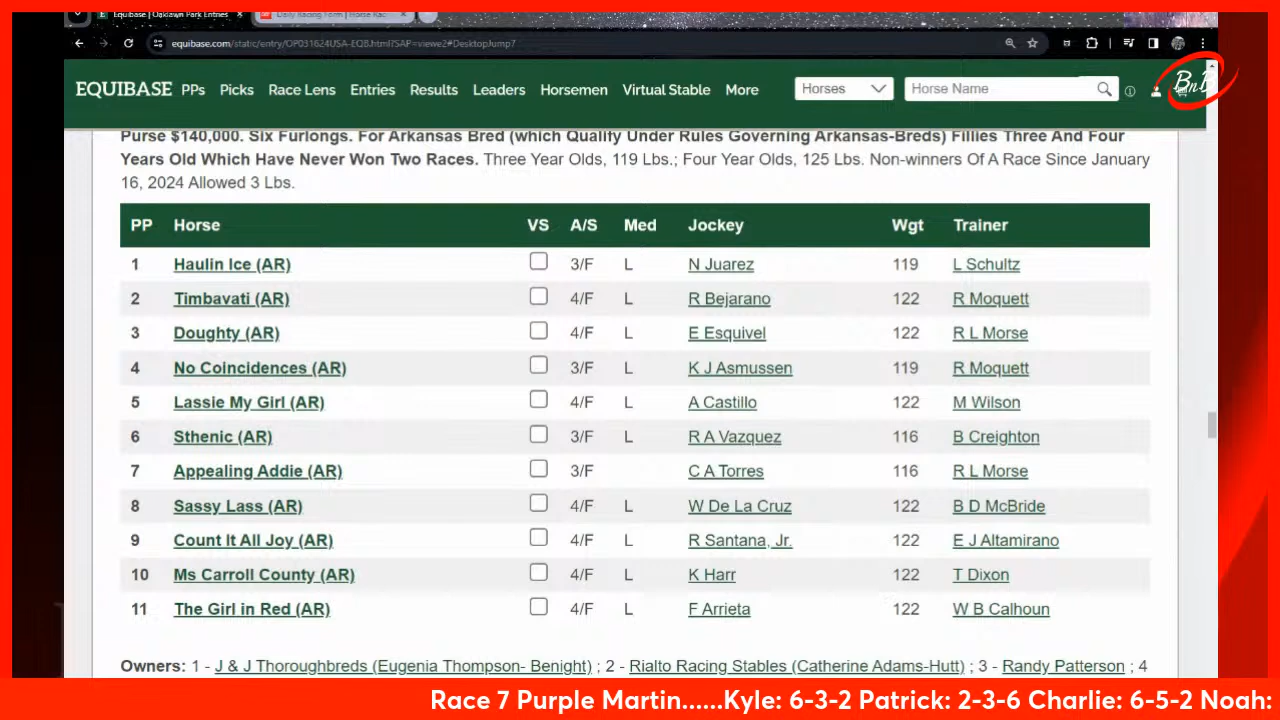 Equibase | Oaklawn Park Entries × Daily Racing Form | Horse Rac ×
equibase.com/static/entry/OP031624USA-EQB.html?SAP=viewe2#DesktopJump7
BnB
EQUIBASE PPs Picks Race Lens Entries Results Leaders Horsemen Virtual Stable More Horses Horse Name
Purse $140,000. Six Furlongs. For Arkansas Bred (which Qualify Under Rules Governing Arkansas-Breds) Fillies Three And Four
Years Old Which Have Never Won Two Races. Three Year Olds, 119 Lbs.; Four Year Olds, 125 Lbs. Non-winners Of A Race Since January
16, 2024 Allowed 3 Lbs.
PP Horse VS A/S Med Jockey Wgt Trainer
1 Haulin Ice (AR) 3/F L N Juarez 119 L Schultz
2 Timbavati (AR) 4/F L R Bejarano 122 R Moquett
3 Doughty (AR) 4/F L E Esquivel 122 R L Morse
4 No Coincidences (AR) 3/F L K J Asmussen 119 R Moquett
5 Lassie My Girl (AR) 4/F L A Castillo 122 M Wilson
6 Sthenic (AR) 3/F L R A Vazquez 116 B Creighton
7 Appealing Addie (AR) 3/F C A Torres 116 R L Morse
8 Sassy Lass (AR) 4/F L W De La Cruz 122 B D McBride
9 Count It All Joy (AR) 4/F L R Santana, Jr. 122 E J Altamirano
10 Ms Carroll County (AR) 4/F L K Harr 122 T Dixon
11 The Girl in Red (AR) 4/F L F Arrieta 122 W B Calhoun
Owners: 1 - J & J Thoroughbreds (Eugenia Thompson- Benight) ; 2 - Rialto Racing Stables (Catherine Adams-Hutt) ; 3 - Randy Patterson ; 4
Race 7 Purple Martin......Kyle: 6-3-2 Patrick: 2-3-6 Charlie: 6-5-2 Noah: